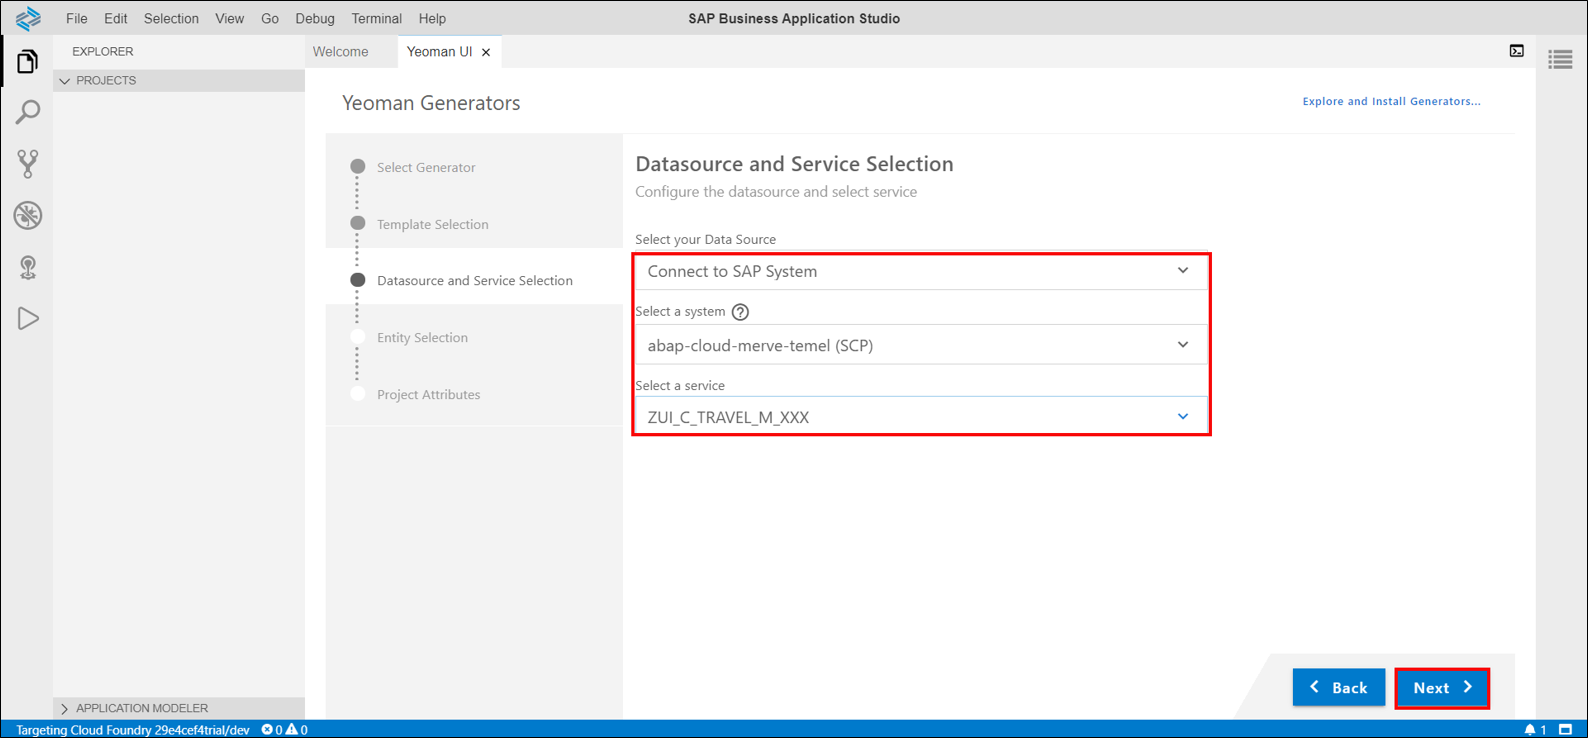 File Edit Selection View Go Debug Terminal Help
SAP Business Application Studio
EXPLORER
PROJECTS
Welcome
Yeoman UI
Yeoman Generators
Explore and Install Generators...
Select Generator
Template Selection
Datasource and Service Selection
Entity Selection
Project Attributes
Datasource and Service Selection
Configure the datasource and select service
Select your Data Source
Connect to SAP System
Select a system ?
abap-cloud-merve-temel (SCP)
Select a service
ZUI_C_TRAVEL_M_XXX
Back
Next
APPLICATION MODELER
Targeting Cloud Foundry 29e4cef4trial/dev 0 0
1